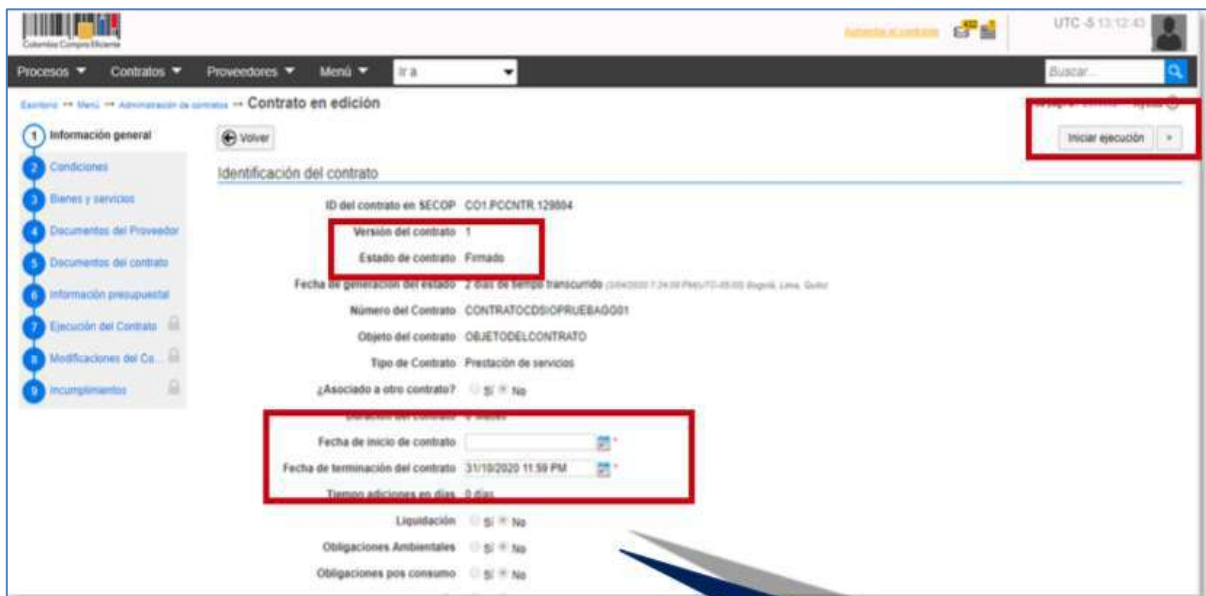 Colombia Compra Eficiente
Aumentar el contraste
UTC -5 13:12:43
Procesos Contratos Proveedores Menú Ir a Buscar...
Escritorio → Menú → Administración de contratos → Contrato en edición
1 Información general
Volver
Iniciar ejecución
2 Condiciones
Identificación del contrato
3 Bienes y servicios
ID del contrato en SECOP CO1.PCCNTR.129804
4 Documentos del Proveedor
Versión del contrato 1
5 Documentos del contrato
Estado de contrato Firmado
6 Información presupuestal
Fecha de generación del estado 2 días de tiempo transcurrido
7 Ejecución del Contrato
Número del Contrato CONTRATOCDSIOPRUEBAGG01
8 Modificaciones del Co...
Objeto del contrato OBJETODELCONTRATO
9 Incumplimientos
Tipo de Contrato Prestación de servicios
¿Asociado a otro contrato? Sí No
Duración del contrato
Fecha de inicio de contrato *
Fecha de terminación del contrato 31/10/2020 11:59 PM *
Tiempo adiciones en días 0 días
Liquidación Sí No
Obligaciones Ambientales Sí No
Obligaciones pos consumo Sí No